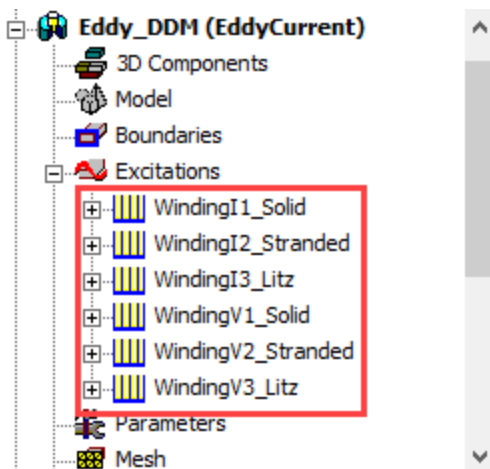 Eddy_DDM (EddyCurrent)
3D Components
Model
Boundaries
Excitations
WindingI1_Solid
WindingI2_Stranded
WindingI3_Litz
WindingV1_Solid
WindingV2_Stranded
WindingV3_Litz
Parameters
Mesh